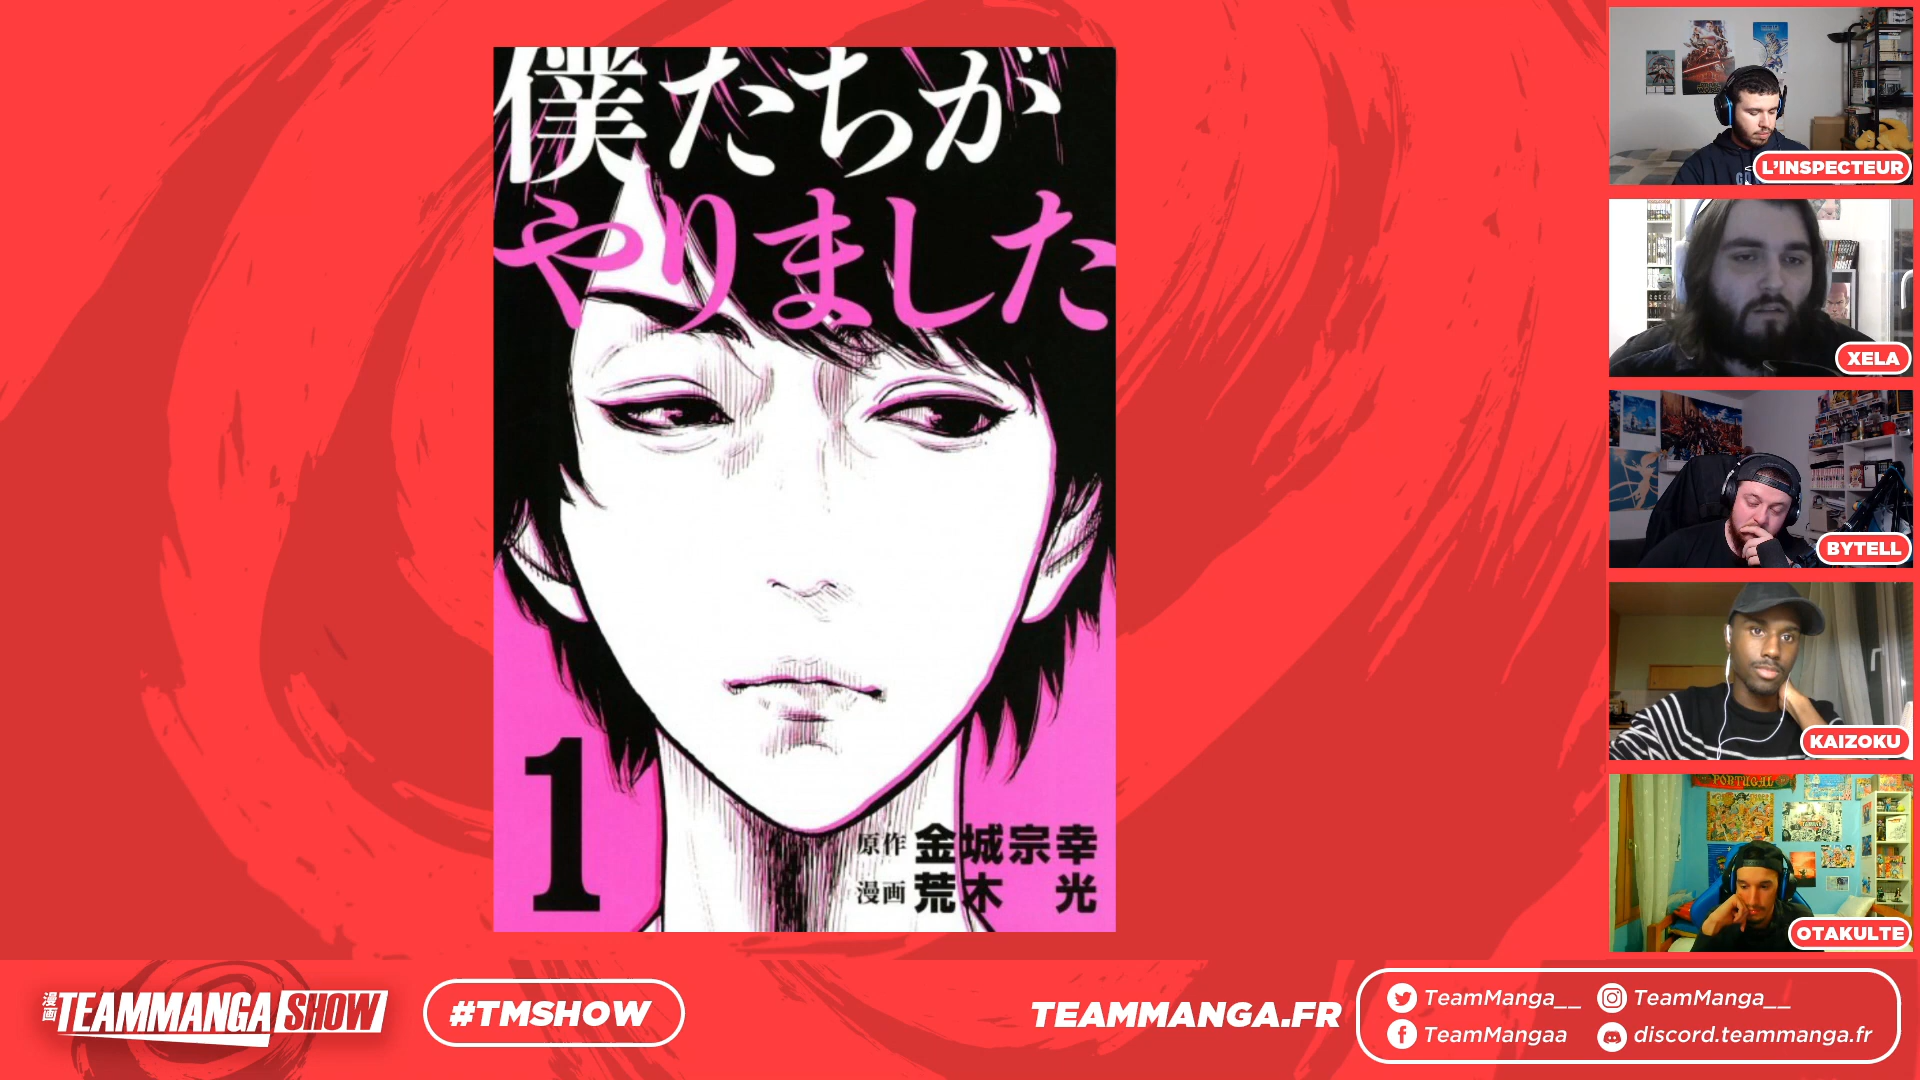 僕たちが
やりました
1
原作 金城宗幸
漫画 荒木 光
L'INSPECTEUR
XELA
BYTELL
KAIZOKU
PORTUGAL
OTAKULTE
漫画 TEAMMANGA SHOW
#TMSHOW
TEAMMANGA.FR
TeamManga__
TeamManga__
TeamMangaa
discord.teammanga.fr